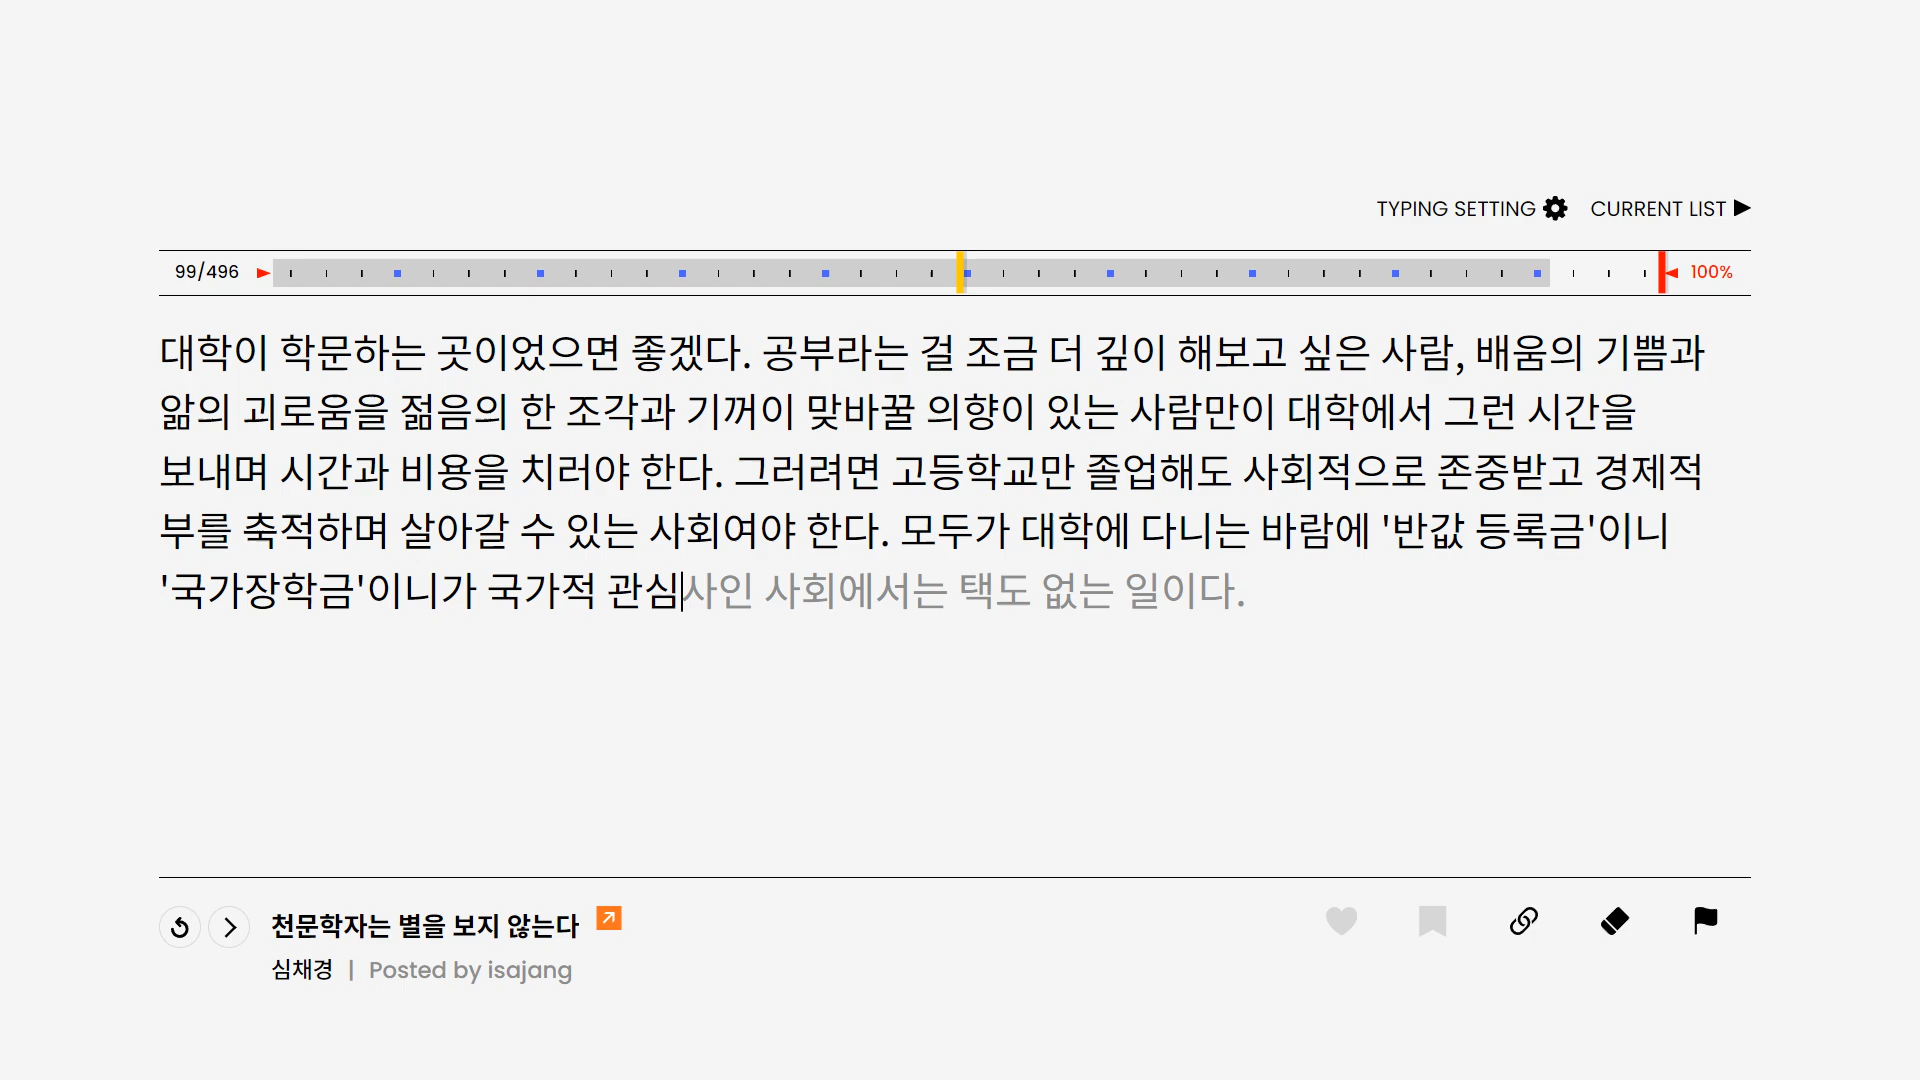 TYPING SETTING CURRENT LIST
99/496 100%
대학이 학문하는 곳이었으면 좋겠다. 공부라는 걸 조금 더 깊이 해보고 싶은 사람, 배움의 기쁨과
앎의 괴로움을 젊음의 한 조각과 기꺼이 맞바꿀 의향이 있는 사람만이 대학에서 그런 시간을
보내며 시간과 비용을 치러야 한다. 그러려면 고등학교만 졸업해도 사회적으로 존중받고 경제적
부를 축적하며 살아갈 수 있는 사회여야 한다. 모두가 대학에 다니는 바람에 '반값 등록금'이니
'국가장학금'이니가 국가적 관심사인 사회에서는 택도 없는 일이다.
천문학자는 별을 보지 않는다
심채경 | Posted by isajang